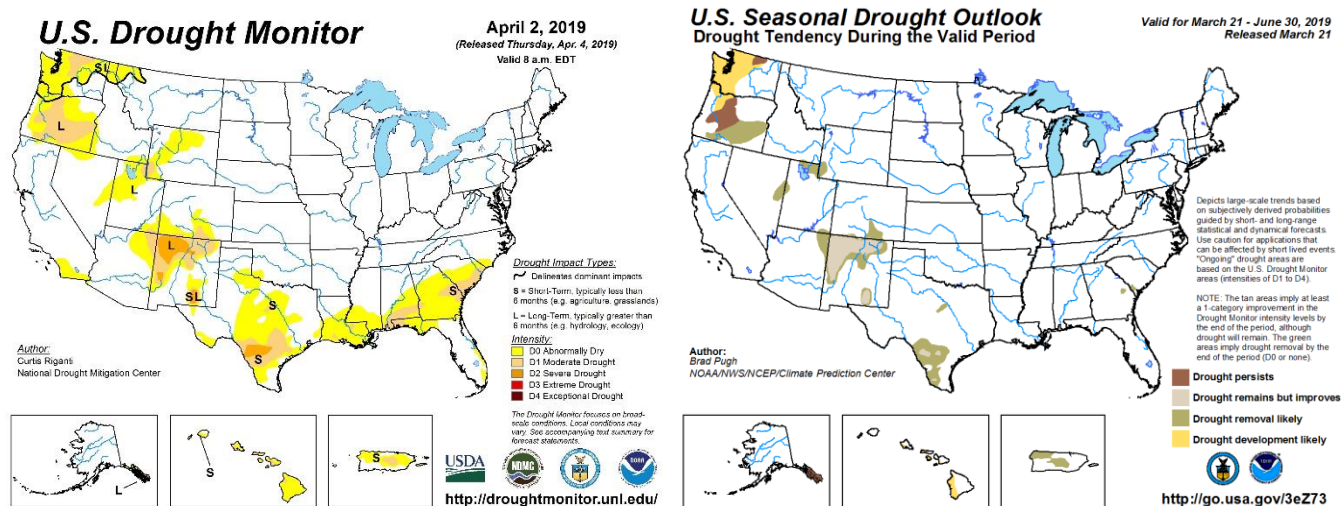 U.S. Drought Monitor
April 2, 2019
(Released Thursday, Apr. 4, 2019)
Valid 8 a.m. EDT
SL
L
L
L
SL
S
S
S
Drought Impact Types:
Delineates dominant impacts
S = Short-Term, typically less than
6 months (e.g. agriculture, grasslands)
L = Long-Term, typically greater than
6 months (e.g. hydrology, ecology)
Intensity:
D0 Abnormally Dry
D1 Moderate Drought
D2 Severe Drought
D3 Extreme Drought
D4 Exceptional Drought
Author:
Curtis Riganti
National Drought Mitigation Center
The Drought Monitor focuses on broad-
scale conditions. Local conditions may
vary. See accompanying text summary for
forecast statements.
L
S
S
USDA
NDMC
http://droughtmonitor.unl.edu/
U.S. Seasonal Drought Outlook
Drought Tendency During the Valid Period
Valid for March 21 - June 30, 2019
Released March 21
Depicts large-scale trends based
on subjectively derived probabilities
guided by short- and long-range
statistical and dynamical forecasts.
Use caution for applications that
can be affected by short lived events.
"Ongoing" drought areas are
based on the U.S. Drought Monitor
areas (intensities of D1 to D4).
NOTE: The tan areas imply at least
a 1-category improvement in the
Drought Monitor intensity levels by
the end of the period, although
drought will remain. The green
areas imply drought removal by the
end of the period (D0 or none).
Author:
Brad Pugh
NOAA/NWS/NCEP/Climate Prediction Center
Drought persists
Drought remains but improves
Drought removal likely
Drought development likely
http://go.usa.gov/3eZ73